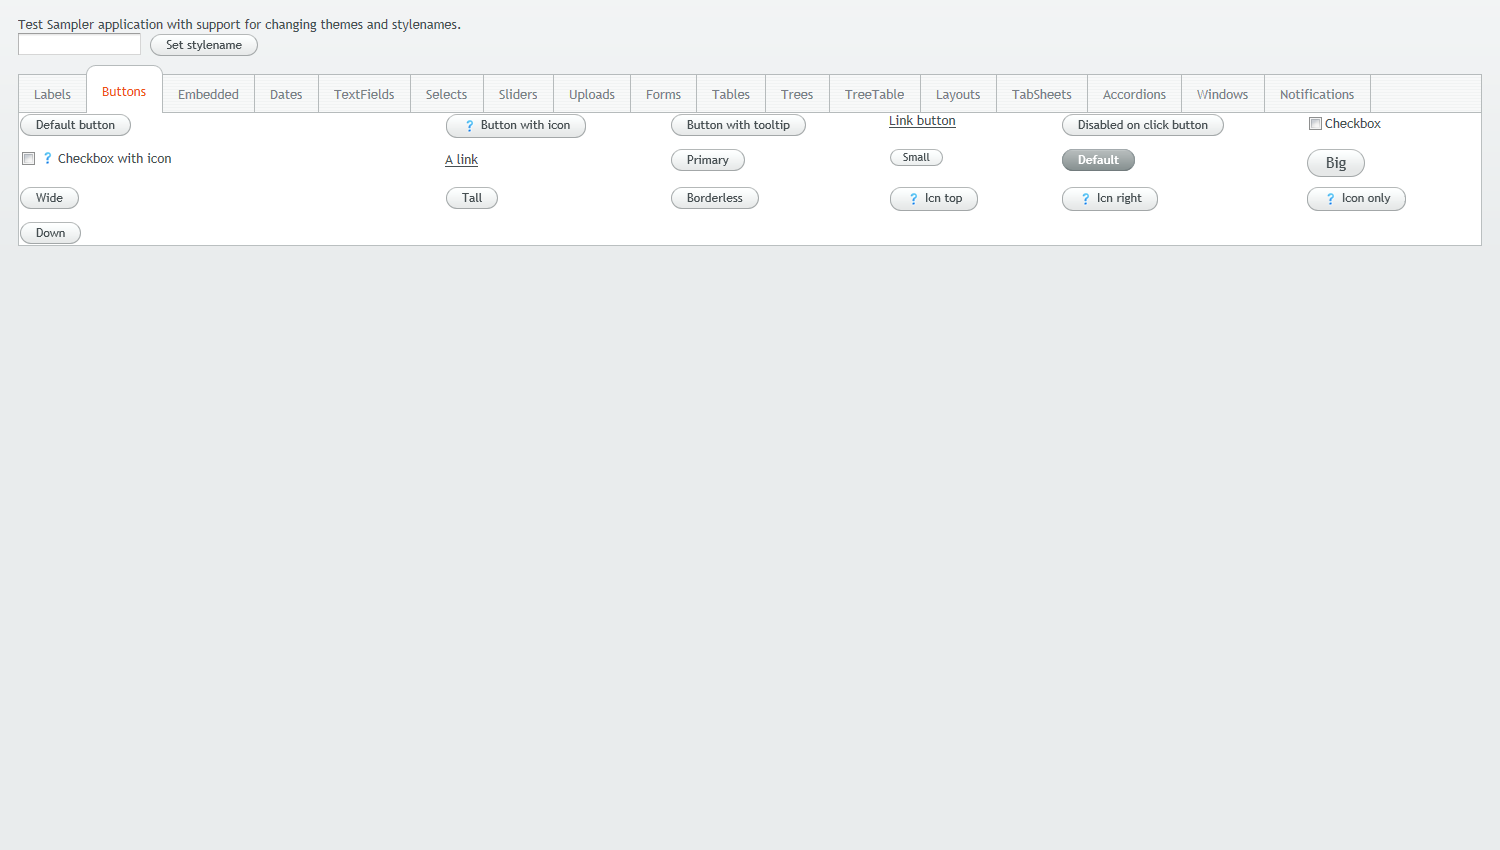 Test Sampler application with support for changing themes and stylenames.
Set stylename
Labels Buttons Embedded Dates TextFields Selects Sliders Uploads Forms Tables Trees TreeTable Layouts TabSheets Accordions Windows Notifications
Default button ? Button with icon Button with tooltip Link button Disabled on click button Checkbox
? Checkbox with icon A link Primary Small Default Big
Wide Tall Borderless ? Icn top ? Icn right ? Icon only
Down